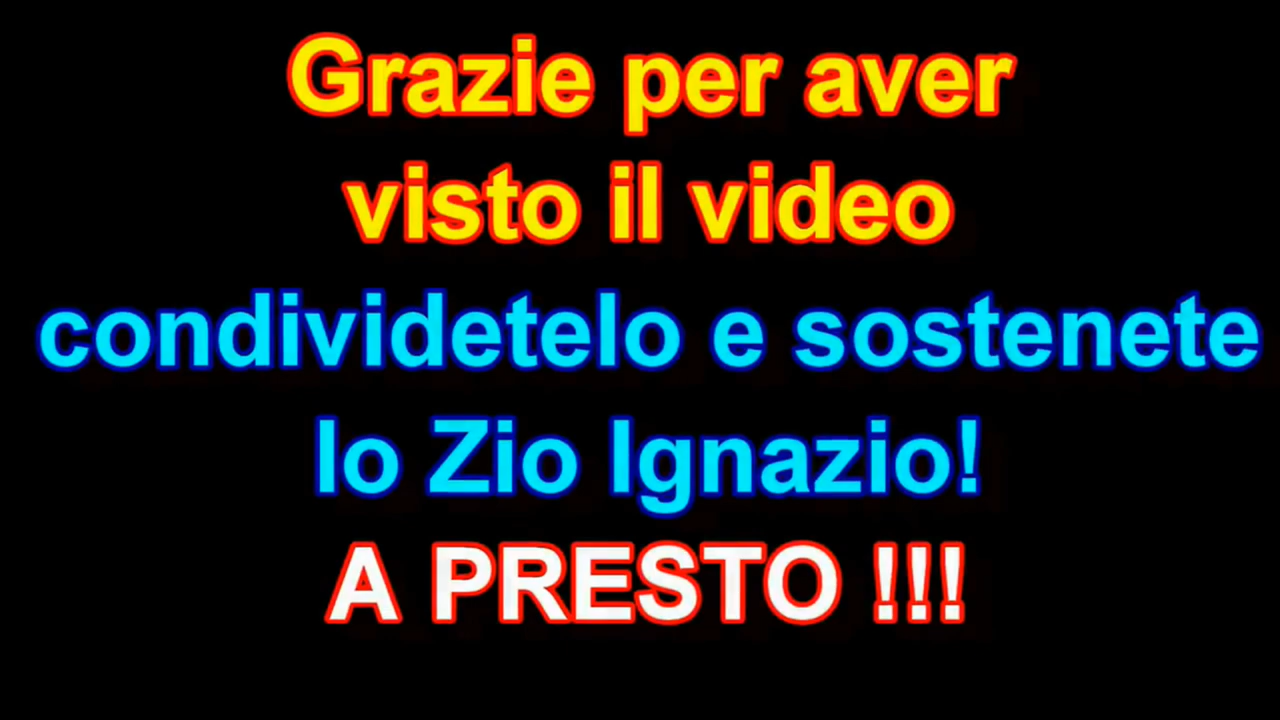 Grazie per aver
visto il video
condividetelo e sostenete
lo Zio Ignazio!
A PRESTO !!!